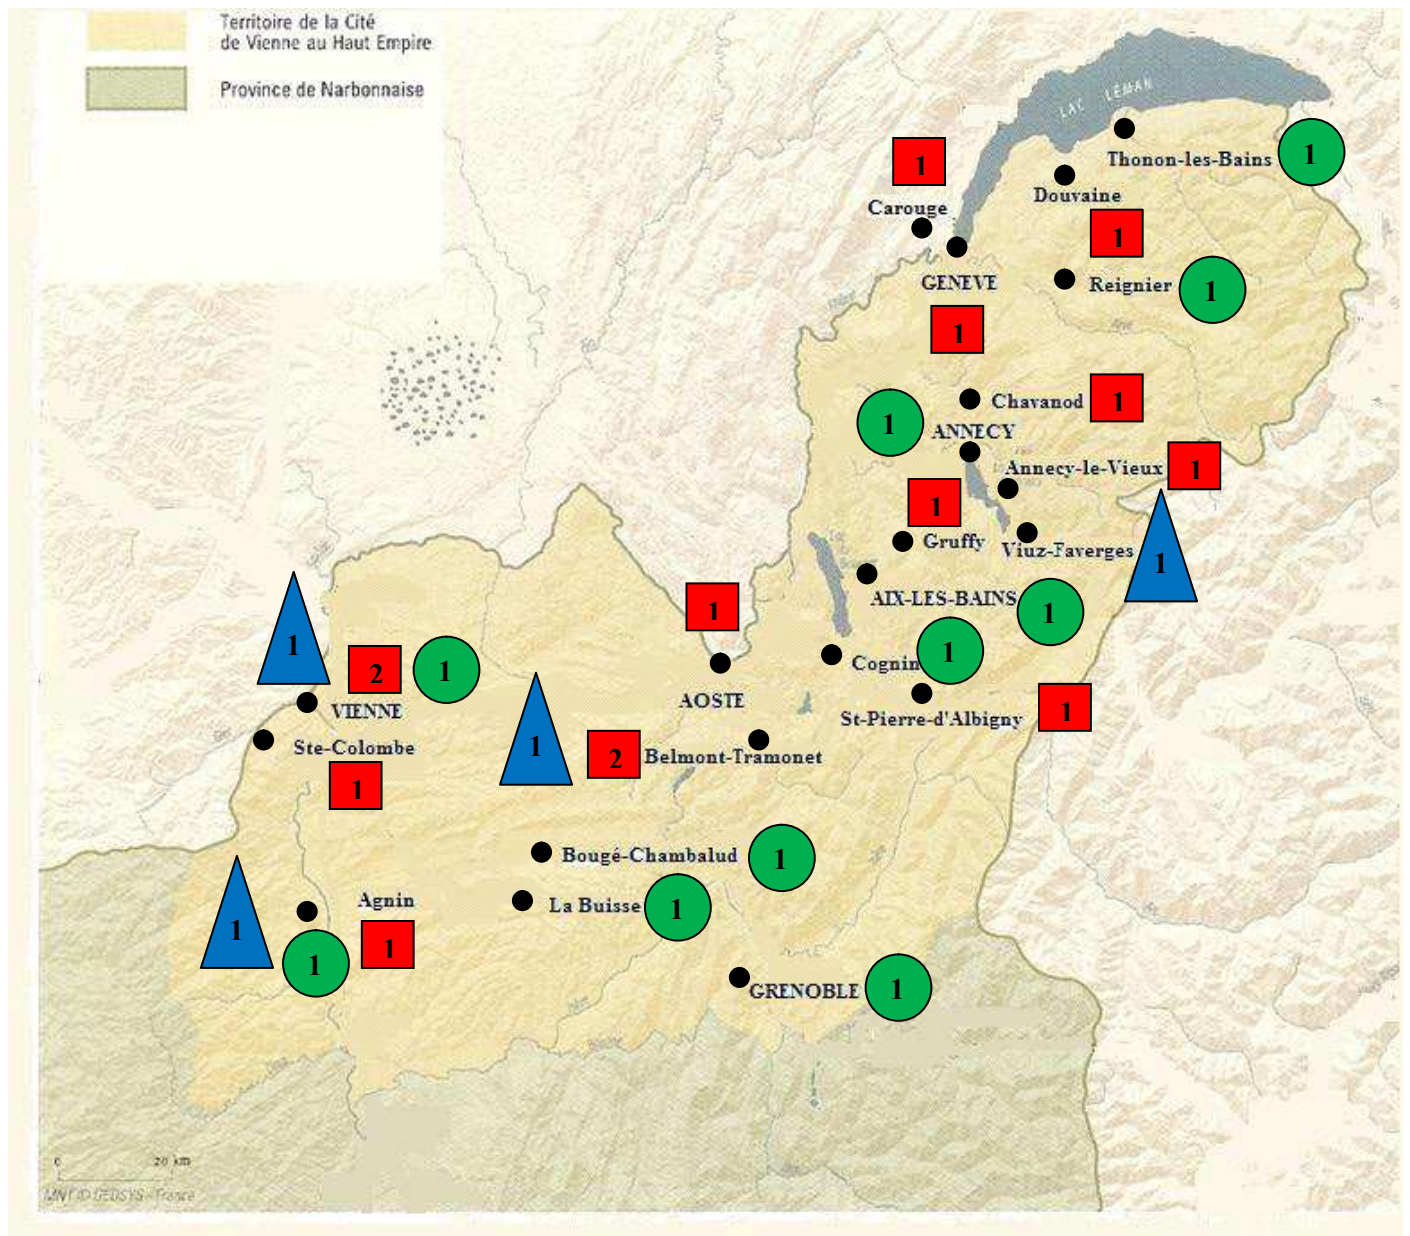 Territoire de la Cité
de Vienne au Haut Empire
Province de Narbonnaise
LAC LÉMAN
Thonon-les-Bains
1
1
Douvaine
Carouge
1
Reignier
1
GENEVE
1
Chavanod
1
1
ANNECY
Annecy-le-Vieux
1
1
Gruffy
Viuz-Faverges
1
AIX-LES-BAINS
1
1
1
Cognin
1
2
1
AOSTE
VIENNE
St-Pierre-d'Albigny
1
Ste-Colombe
1
2
Belmont-Tramonet
1
Bougé-Chambalud
1
Agnin
La Buisse
1
1
1
1
GRENOBLE
1
0
20 km
MNT © GEOSYS - France